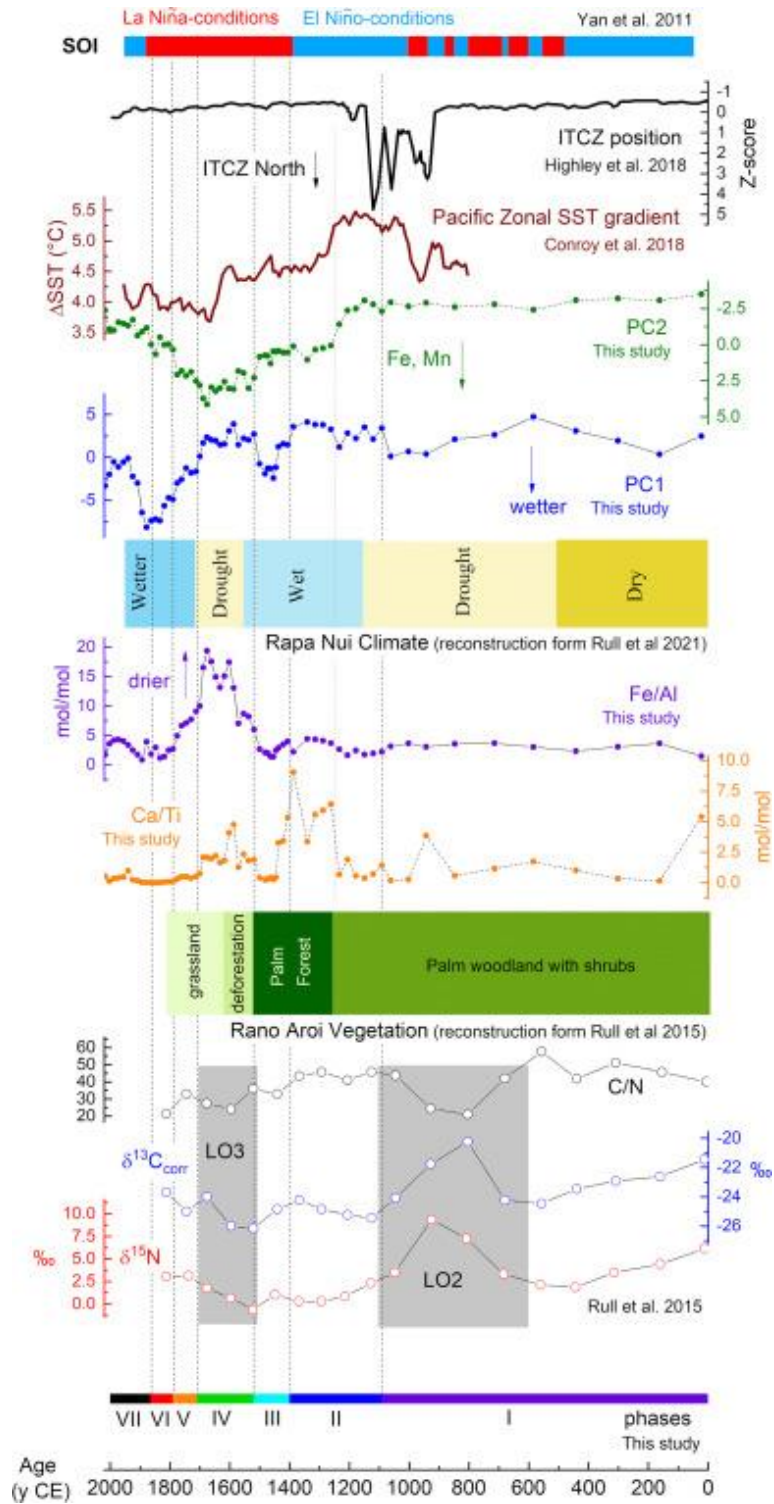 La Niña-conditions El Niño-conditions Yan et al. 2011
SOI
-1
0
1
2
3
4
5
Z-score
ITCZ position
Highley et al. 2018
ITCZ North
5.5
5.0
4.5
4.0
3.5
ΔSST (°C)
Pacific Zonal SST gradient
Conroy et al. 2018
-2.5
0.0
2.5
5.0
PC2
This study
Fe, Mn
5
0
-5
PC1
This study
wetter
Wetter
Drought
Wet
Drought
Dry
Rapa Nui Climate (reconstruction form Rull et al 2021)
20
15
10
5
0
mol/mol
drier
Fe/Al
This study
10.0
7.5
5.0
2.5
0.0
mol/mol
Ca/Ti
This study
grassland
deforestation
Palm
Forest
Palm woodland with shrubs
Rano Aroi Vegetation (reconstruction form Rull et al 2015)
60
50
40
30
20
C/N
LO3
δ13Ccorr
-20
-22
-24
-26
‰
10.0
7.5
5.0
2.5
0.0
‰
δ15N
LO2
Rull et al. 2015
VII VI V IV III II I phases
This study
Age
(y CE)
2000 1800 1600 1400 1200 1000 800 600 400 200 0